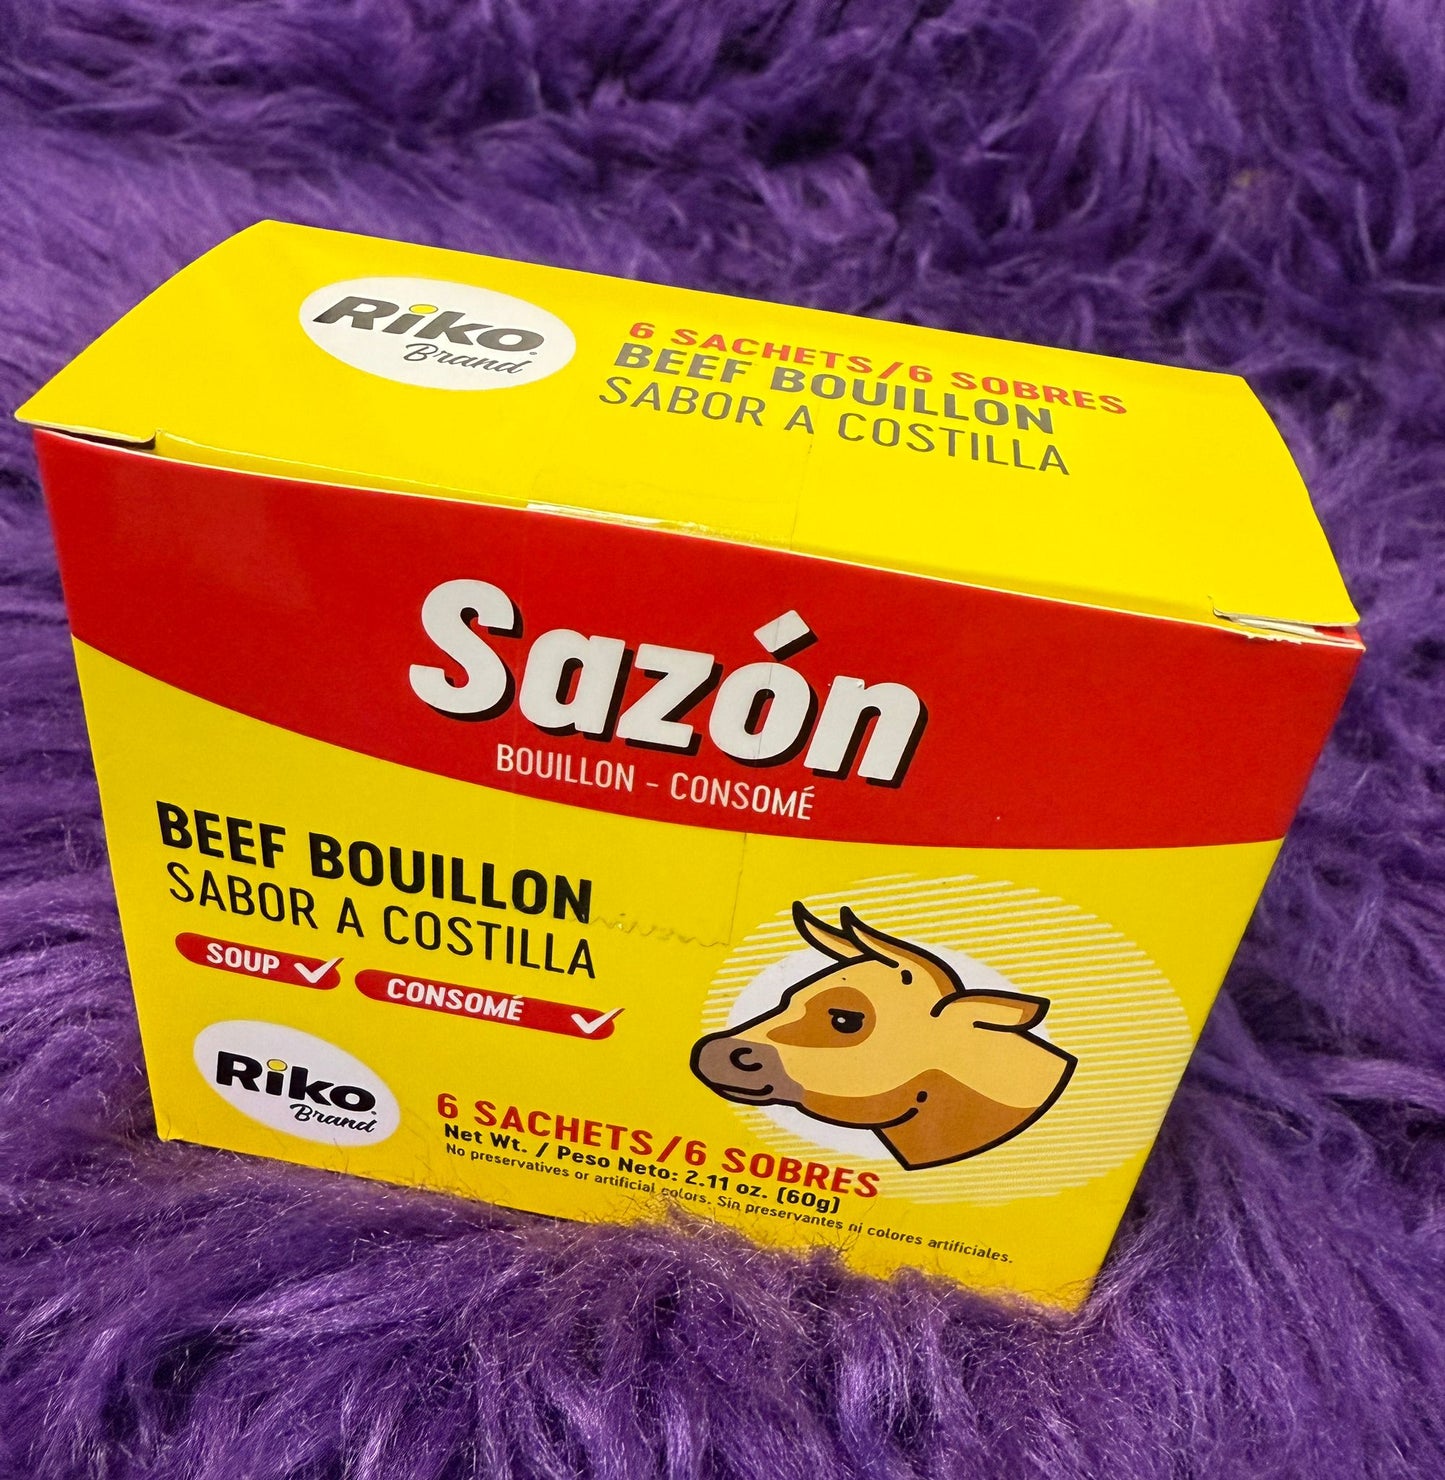 Riko
Brand
6 SACHETS/6 SOBRES
BEEF BOUILLON
SABOR A COSTILLA
Sazón
BOUILLON - CONSOMÉ
BEEF BOUILLON
SABOR A COSTILLA
SOUP
CONSOMÉ
Riko
Brand
6 SACHETS/6 SOBRES
Net Wt. / Peso Neto: 2.11 oz. (60g)
No preservatives or artificial colors. Sin preservantes ni colores artificiales.